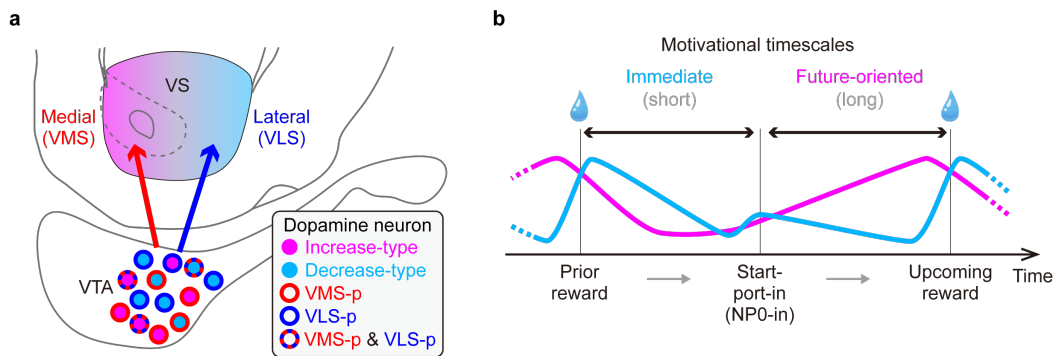 a
VS
Medial
(VMS)
Lateral
(VLS)
VTA
Dopamine neuron
Increase-type
Decrease-type
VMS-p
VLS-p
VMS-p & VLS-p
b
Motivational timescales
Immediate
(short)
Future-oriented
(long)
Prior
reward
Start-
port-in
(NP0-in)
Upcoming
reward
Time